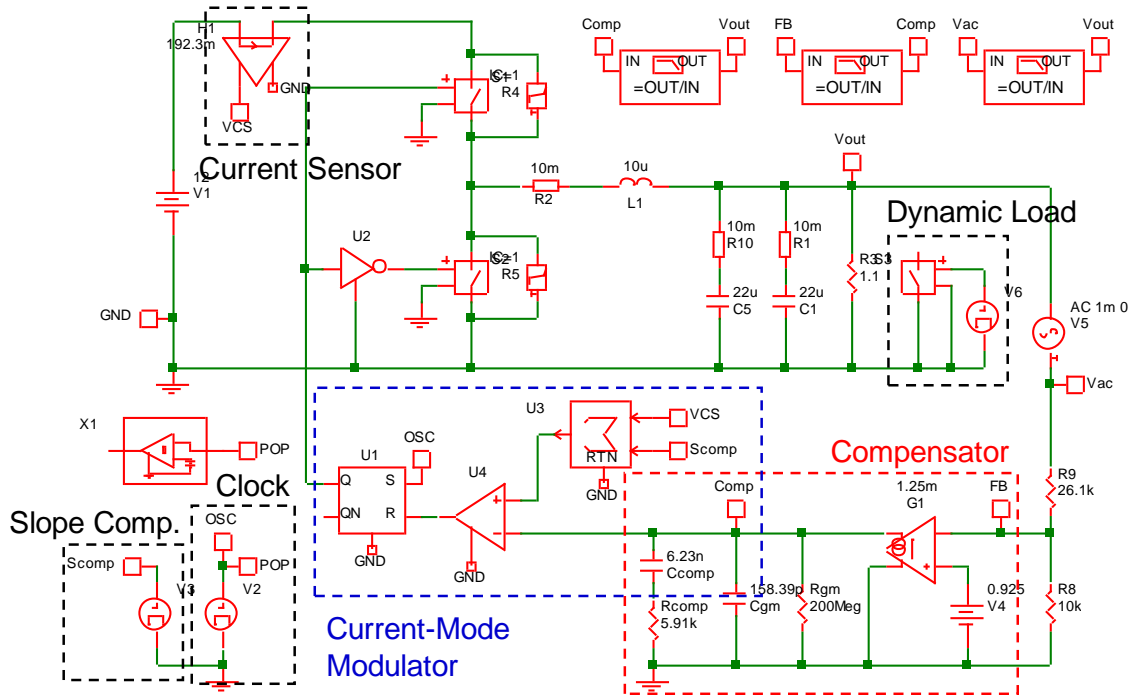 H1
192.3m
GND
VCS
Current Sensor
12
V1
GND
R4
U2
R5
10m
R2
10u
L1
Comp
Vout
IN
OUT
=OUT/IN
FB
Comp
IN
OUT
=OUT/IN
Vac
Vout
IN
OUT
=OUT/IN
Vout
10m
R10
10m
R1
22u
C5
22u
C1
1.1
S3
Dynamic Load
V6
AC 1m 0
V5
Vac
X1
POP
Clock
OSC
POP
V2
Slope Comp.
Scomp
V3
U1
OSC
Q
S
QN
R
GND
U4
GND
U3
RTN
GND
VCS
Scomp
Current-Mode
Modulator
Compensator
Comp
6.23n
Ccomp
Rcomp
5.91k
158.39p
Cgm
Rgm
200Meg
1.25m
G1
FB
0.925
V4
R9
26.1k
R8
10k